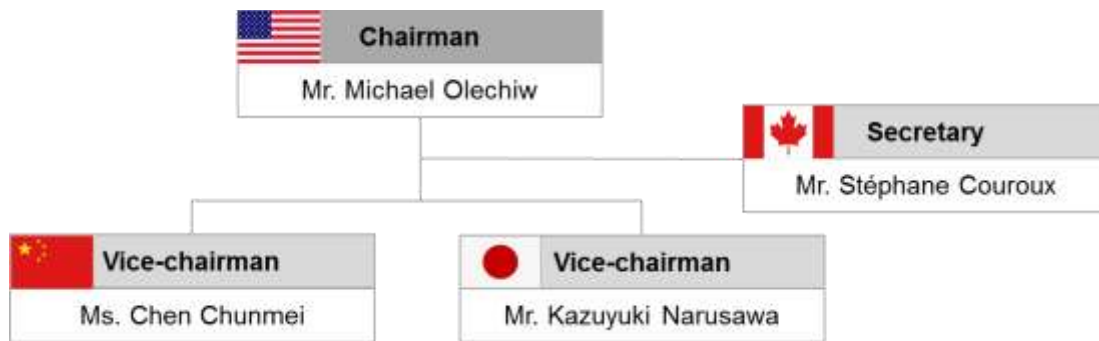 Chairman
Mr. Michael Olechiw
Secretary
Mr. Stéphane Couroux
Vice-chairman
Ms. Chen Chunmei
Vice-chairman
Mr. Kazuyuki Narusawa